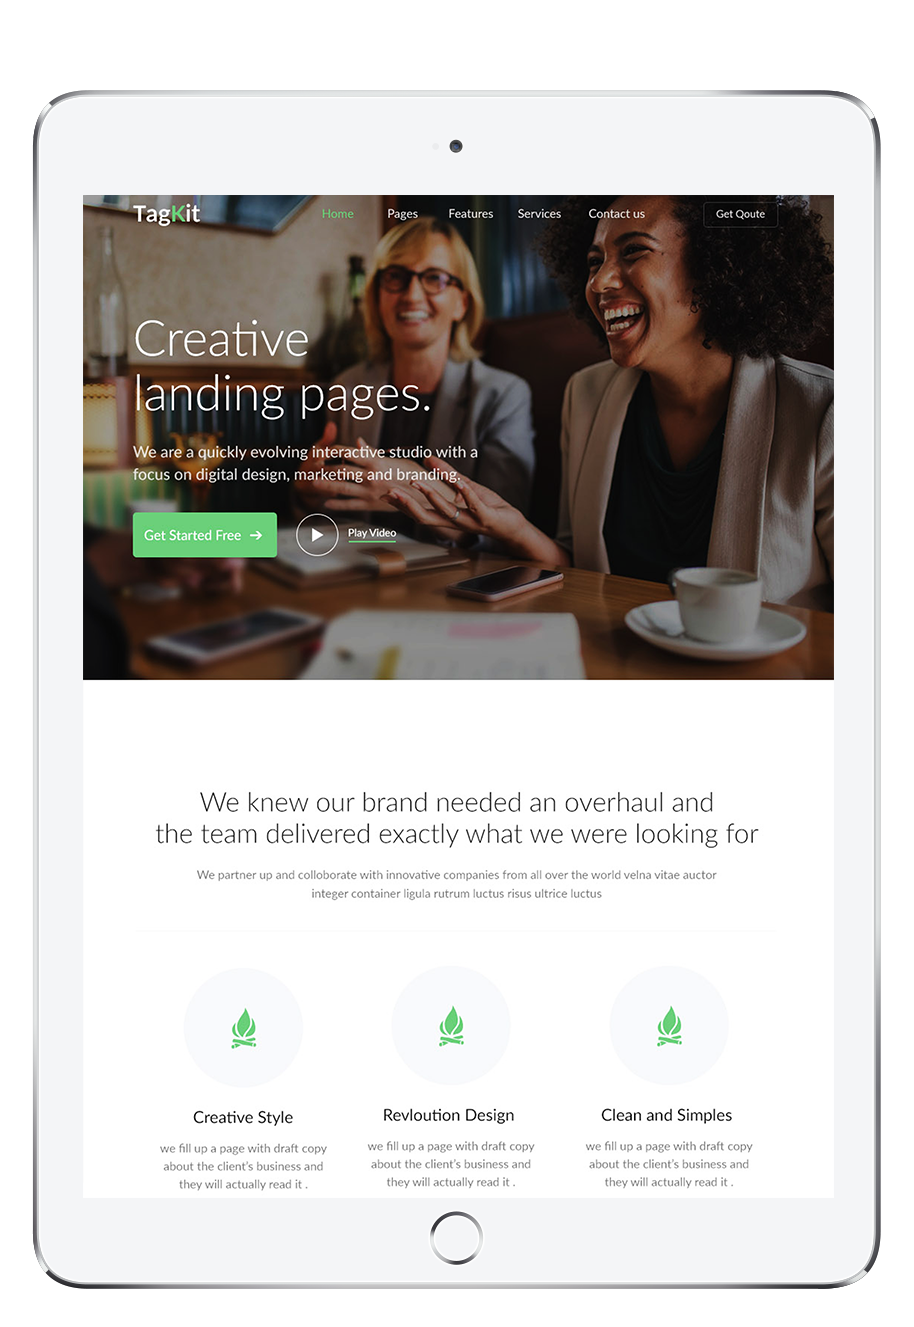 TagKit
Home Pages Features Services Contact us Get Qoute
Creative
landing pages.
We are a quickly evolving interactive studio with a
focus on digital design, marketing and branding.
Get Started Free → Play Video
We knew our brand needed an overhaul and
the team delivered exactly what we were looking for
We partner up and colloborate with innovative companies from all over the world velna vitae auctor
integer container ligula rutrum luctus risus ultrice luctus
Creative Style
we fill up a page with draft copy
about the client's business and
they will actually read it .
Revloution Design
we fill up a page with draft copy
about the client's business and
they will actually read it .
Clean and Simples
we fill up a page with draft copy
about the client's business and
they will actually read it .